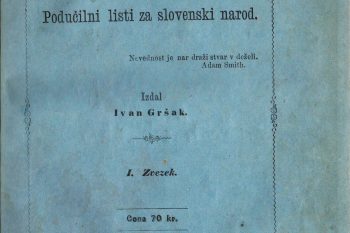 Podučilni listi za slovenski narod.
Nevednost je nar draži stvar v deželi.
Adam Smith.
Izdal
Ivan Gršak.
I. Zvezek.
Cena 70 kr.